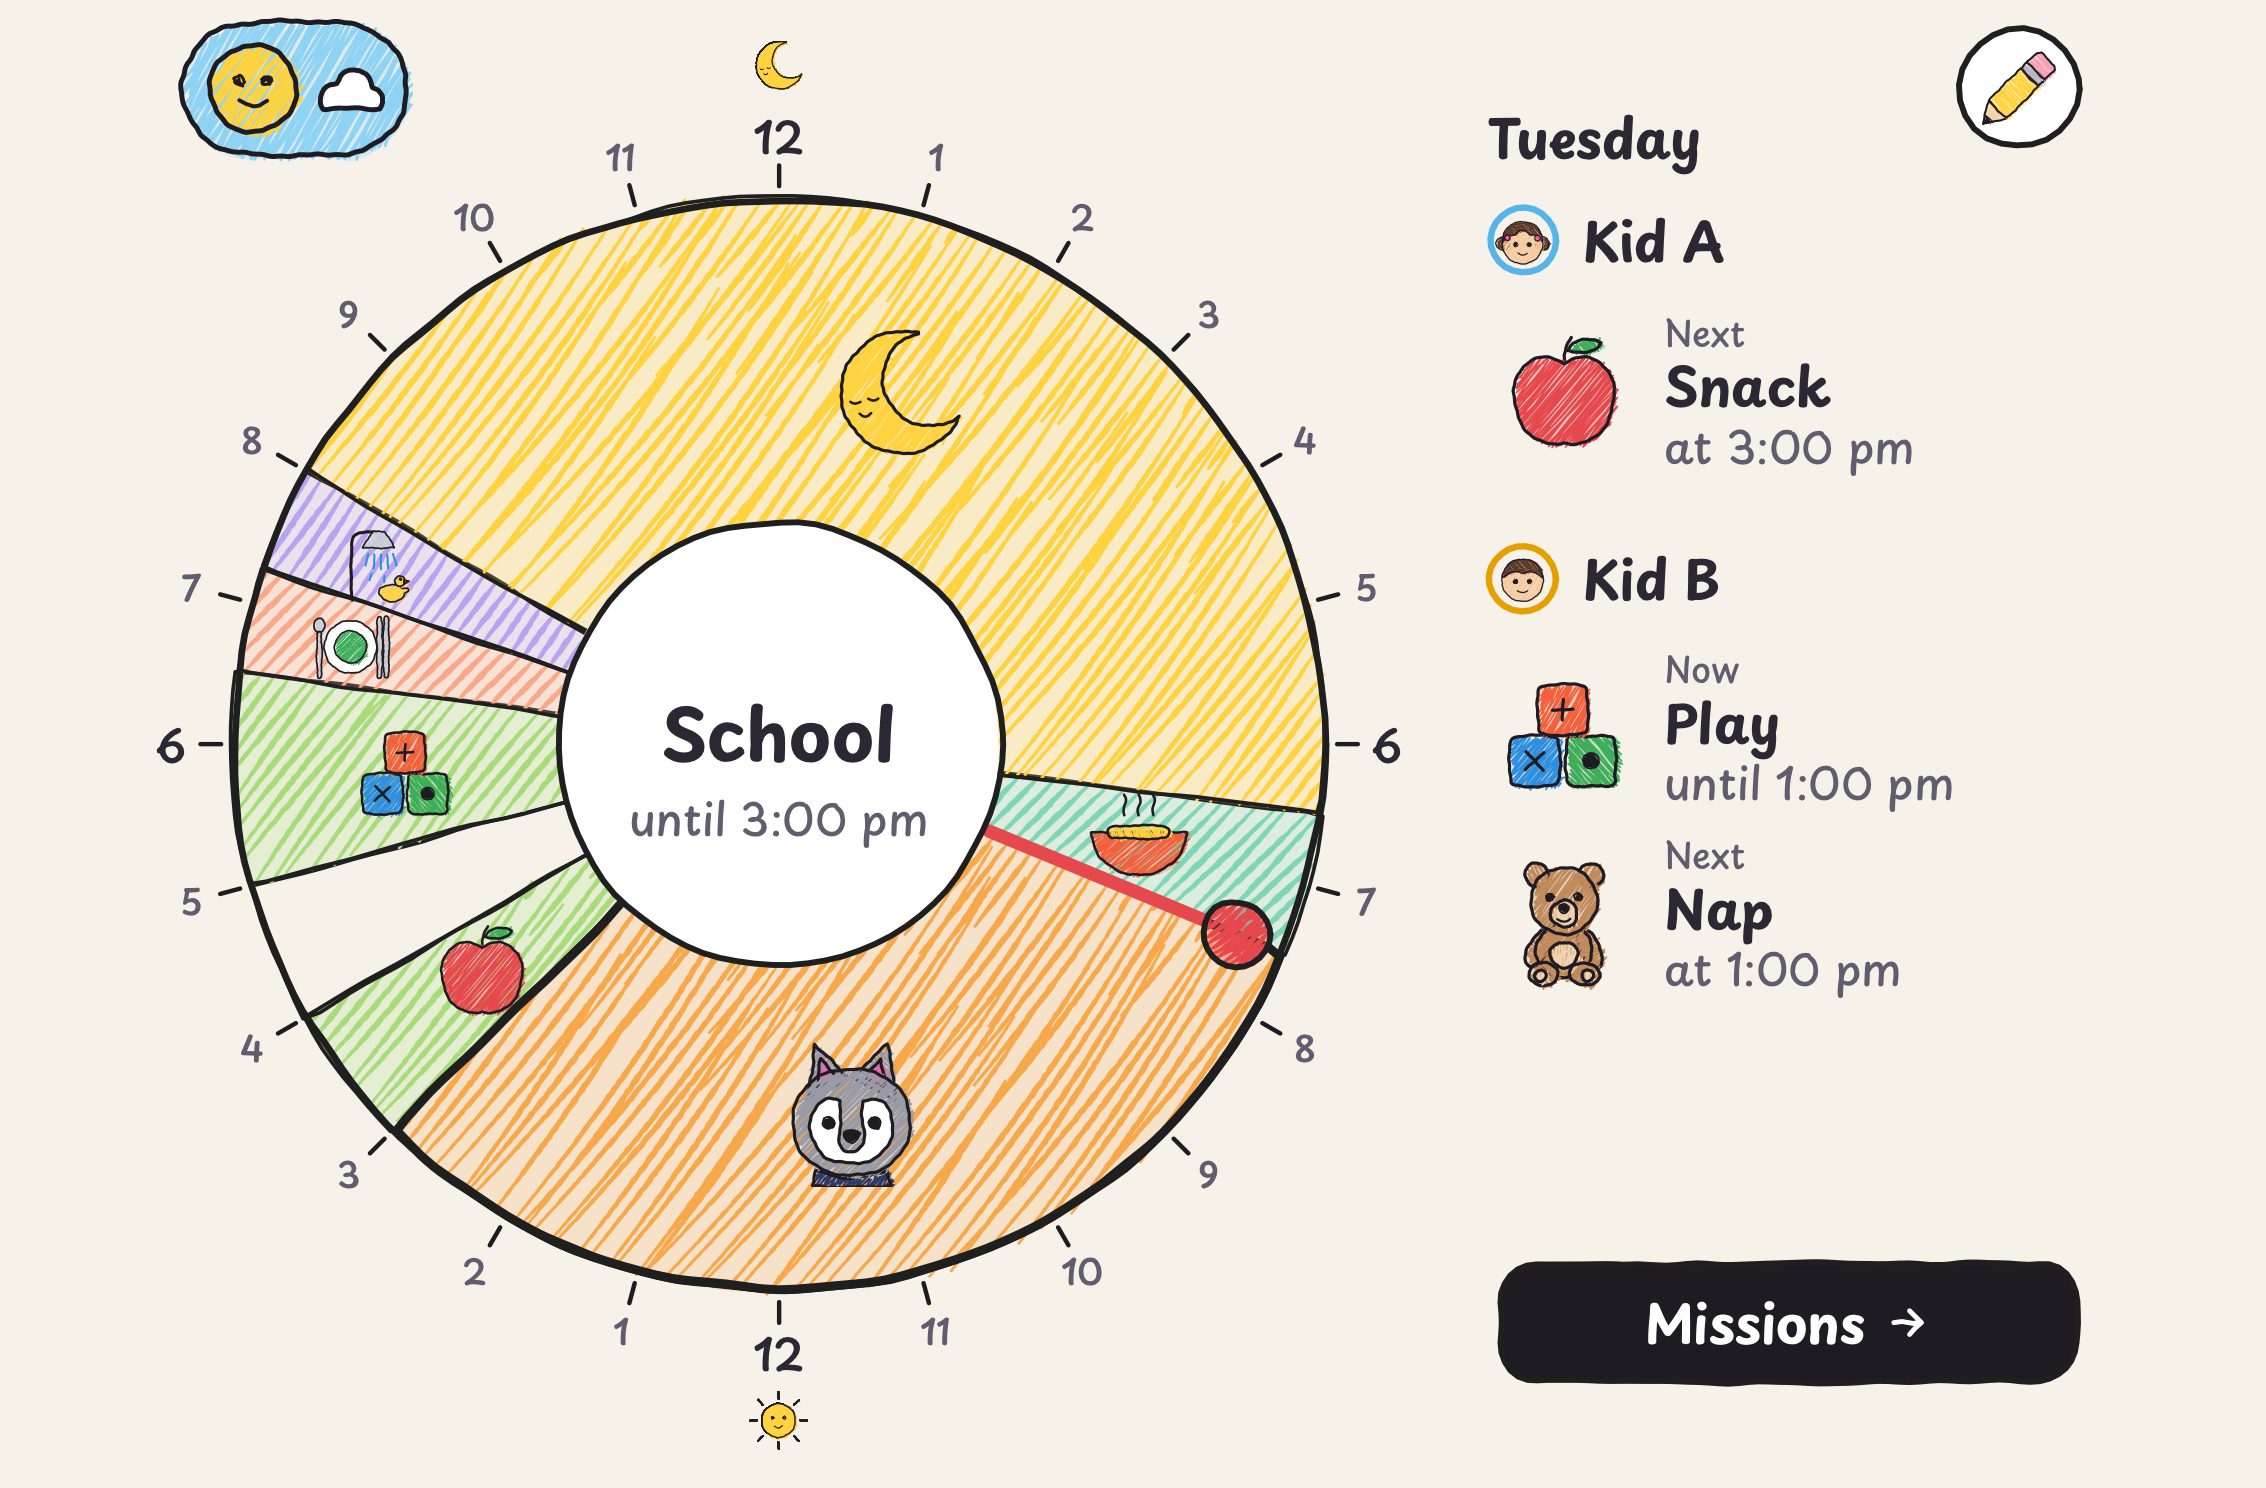 12
11
1
10
2
9
3
8
4
7
5
6
6
5
7
4
8
3
9
2
10
1
11
12
School
until 3:00 pm
Tuesday
Kid A
Next
Snack
at 3:00 pm
Kid B
Now
Play
until 1:00 pm
Next
Nap
at 1:00 pm
Missions →